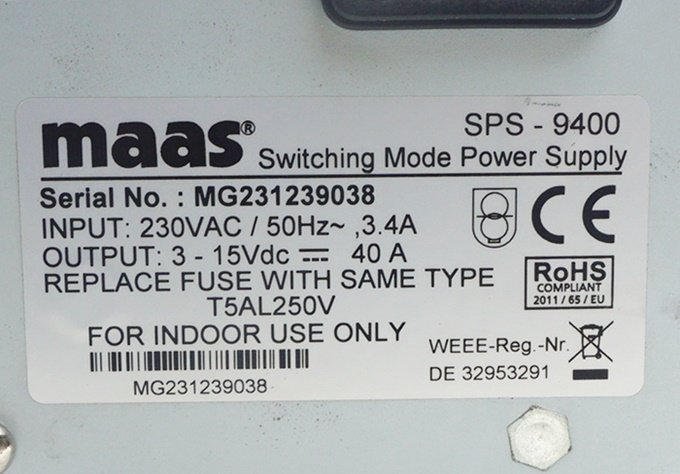 maas® SPS - 9400
Switching Mode Power Supply
Serial No. : MG231239038
INPUT: 230VAC / 50Hz~ ,3.4A
OUTPUT: 3 - 15Vdc ⎓ 40 A
REPLACE FUSE WITH SAME TYPE
T5AL250V
FOR INDOOR USE ONLY
MG231239038
CE
RoHS
COMPLIANT
2011 / 65 / EU
WEEE-Reg.-Nr.
DE 32953291